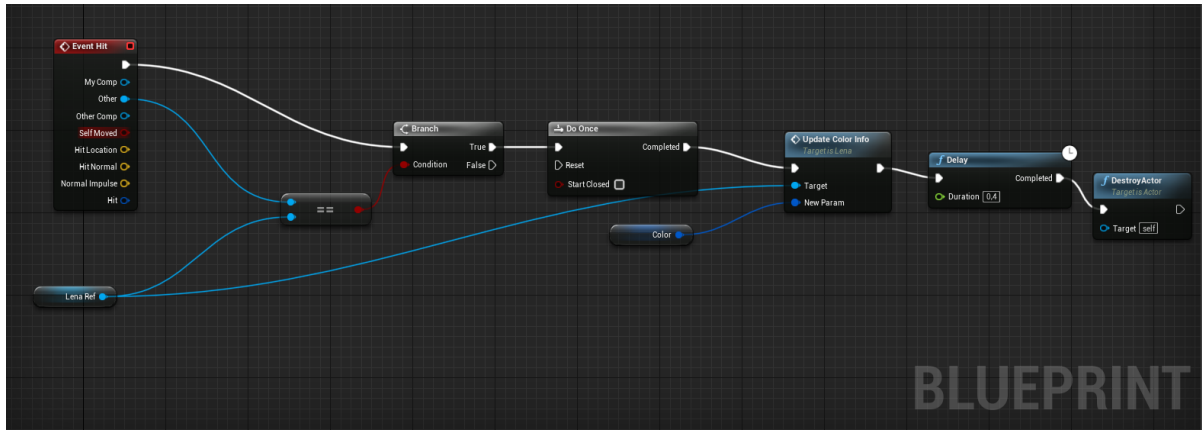 Event Hit
My Comp
Other
Other Comp
Self Moved
Hit Location
Hit Normal
Normal Impulse
Hit
Lena Ref
==
Branch
True
Condition
False
Do Once
Completed
Reset
Start Closed
Color
Update Color Info
Target is Lena
Target
New Param
Delay
Completed
Duration 0,4
DestroyActor
Target is Actor
Target self
BLUEPRINT